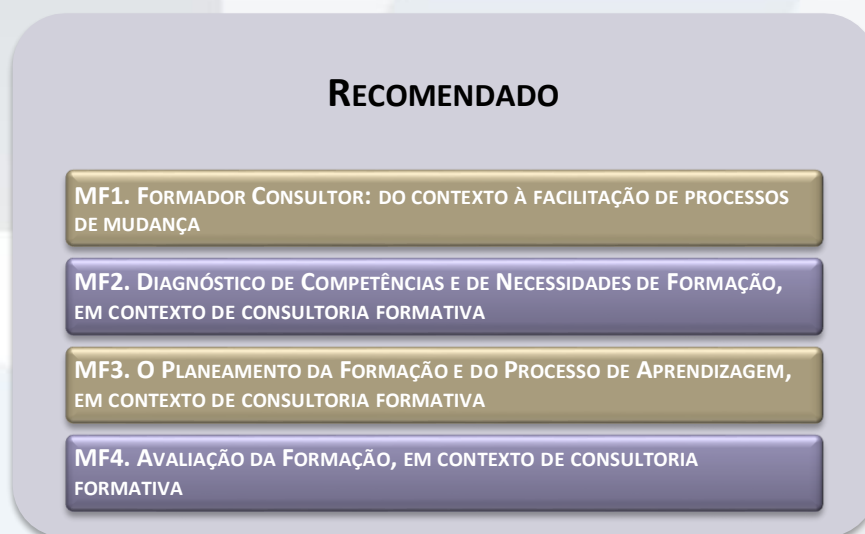 RECOMENDADO
MF1. FORMADOR CONSULTOR: DO CONTEXTO À FACILITAÇÃO DE PROCESSOS
DE MUDANÇA
MF2. DIAGNÓSTICO DE COMPETÊNCIAS E DE NECESSIDADES DE FORMAÇÃO,
EM CONTEXTO DE CONSULTORIA FORMATIVA
MF3. O PLANEAMENTO DA FORMAÇÃO E DO PROCESSO DE APRENDIZAGEM,
EM CONTEXTO DE CONSULTORIA FORMATIVA
MF4. AVALIAÇÃO DA FORMAÇÃO, EM CONTEXTO DE CONSULTORIA
FORMATIVA